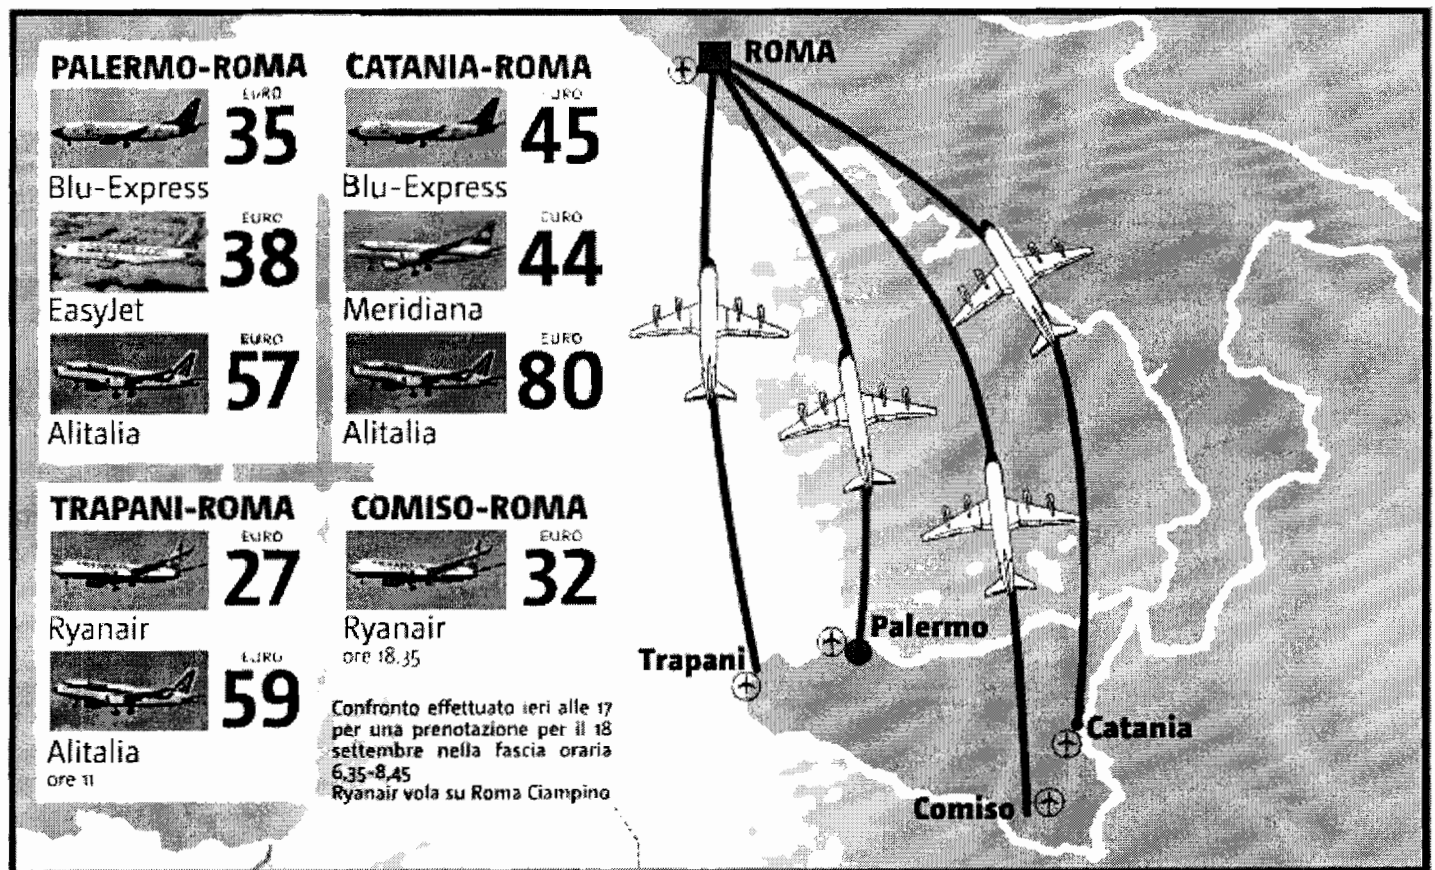 PALERMO-ROMA
EURO
35
Blu-Express
EURO
38
EasyJet
EURO
57
Alitalia
CATANIA-ROMA
EURO
45
Blu-Express
EURO
44
Meridiana
EURO
80
Alitalia
TRAPANI-ROMA
EURO
27
Ryanair
EURO
59
Alitalia
ore 11
COMISO-ROMA
EURO
32
Ryanair
ore 18.35
Confronto effettuato ieri alle 17
per una prenotazione per il 18
settembre nella fascia oraria
6,35-8,45
Ryanair vola su Roma Ciampino
ROMA
Trapani
Palermo
Catania
Comiso